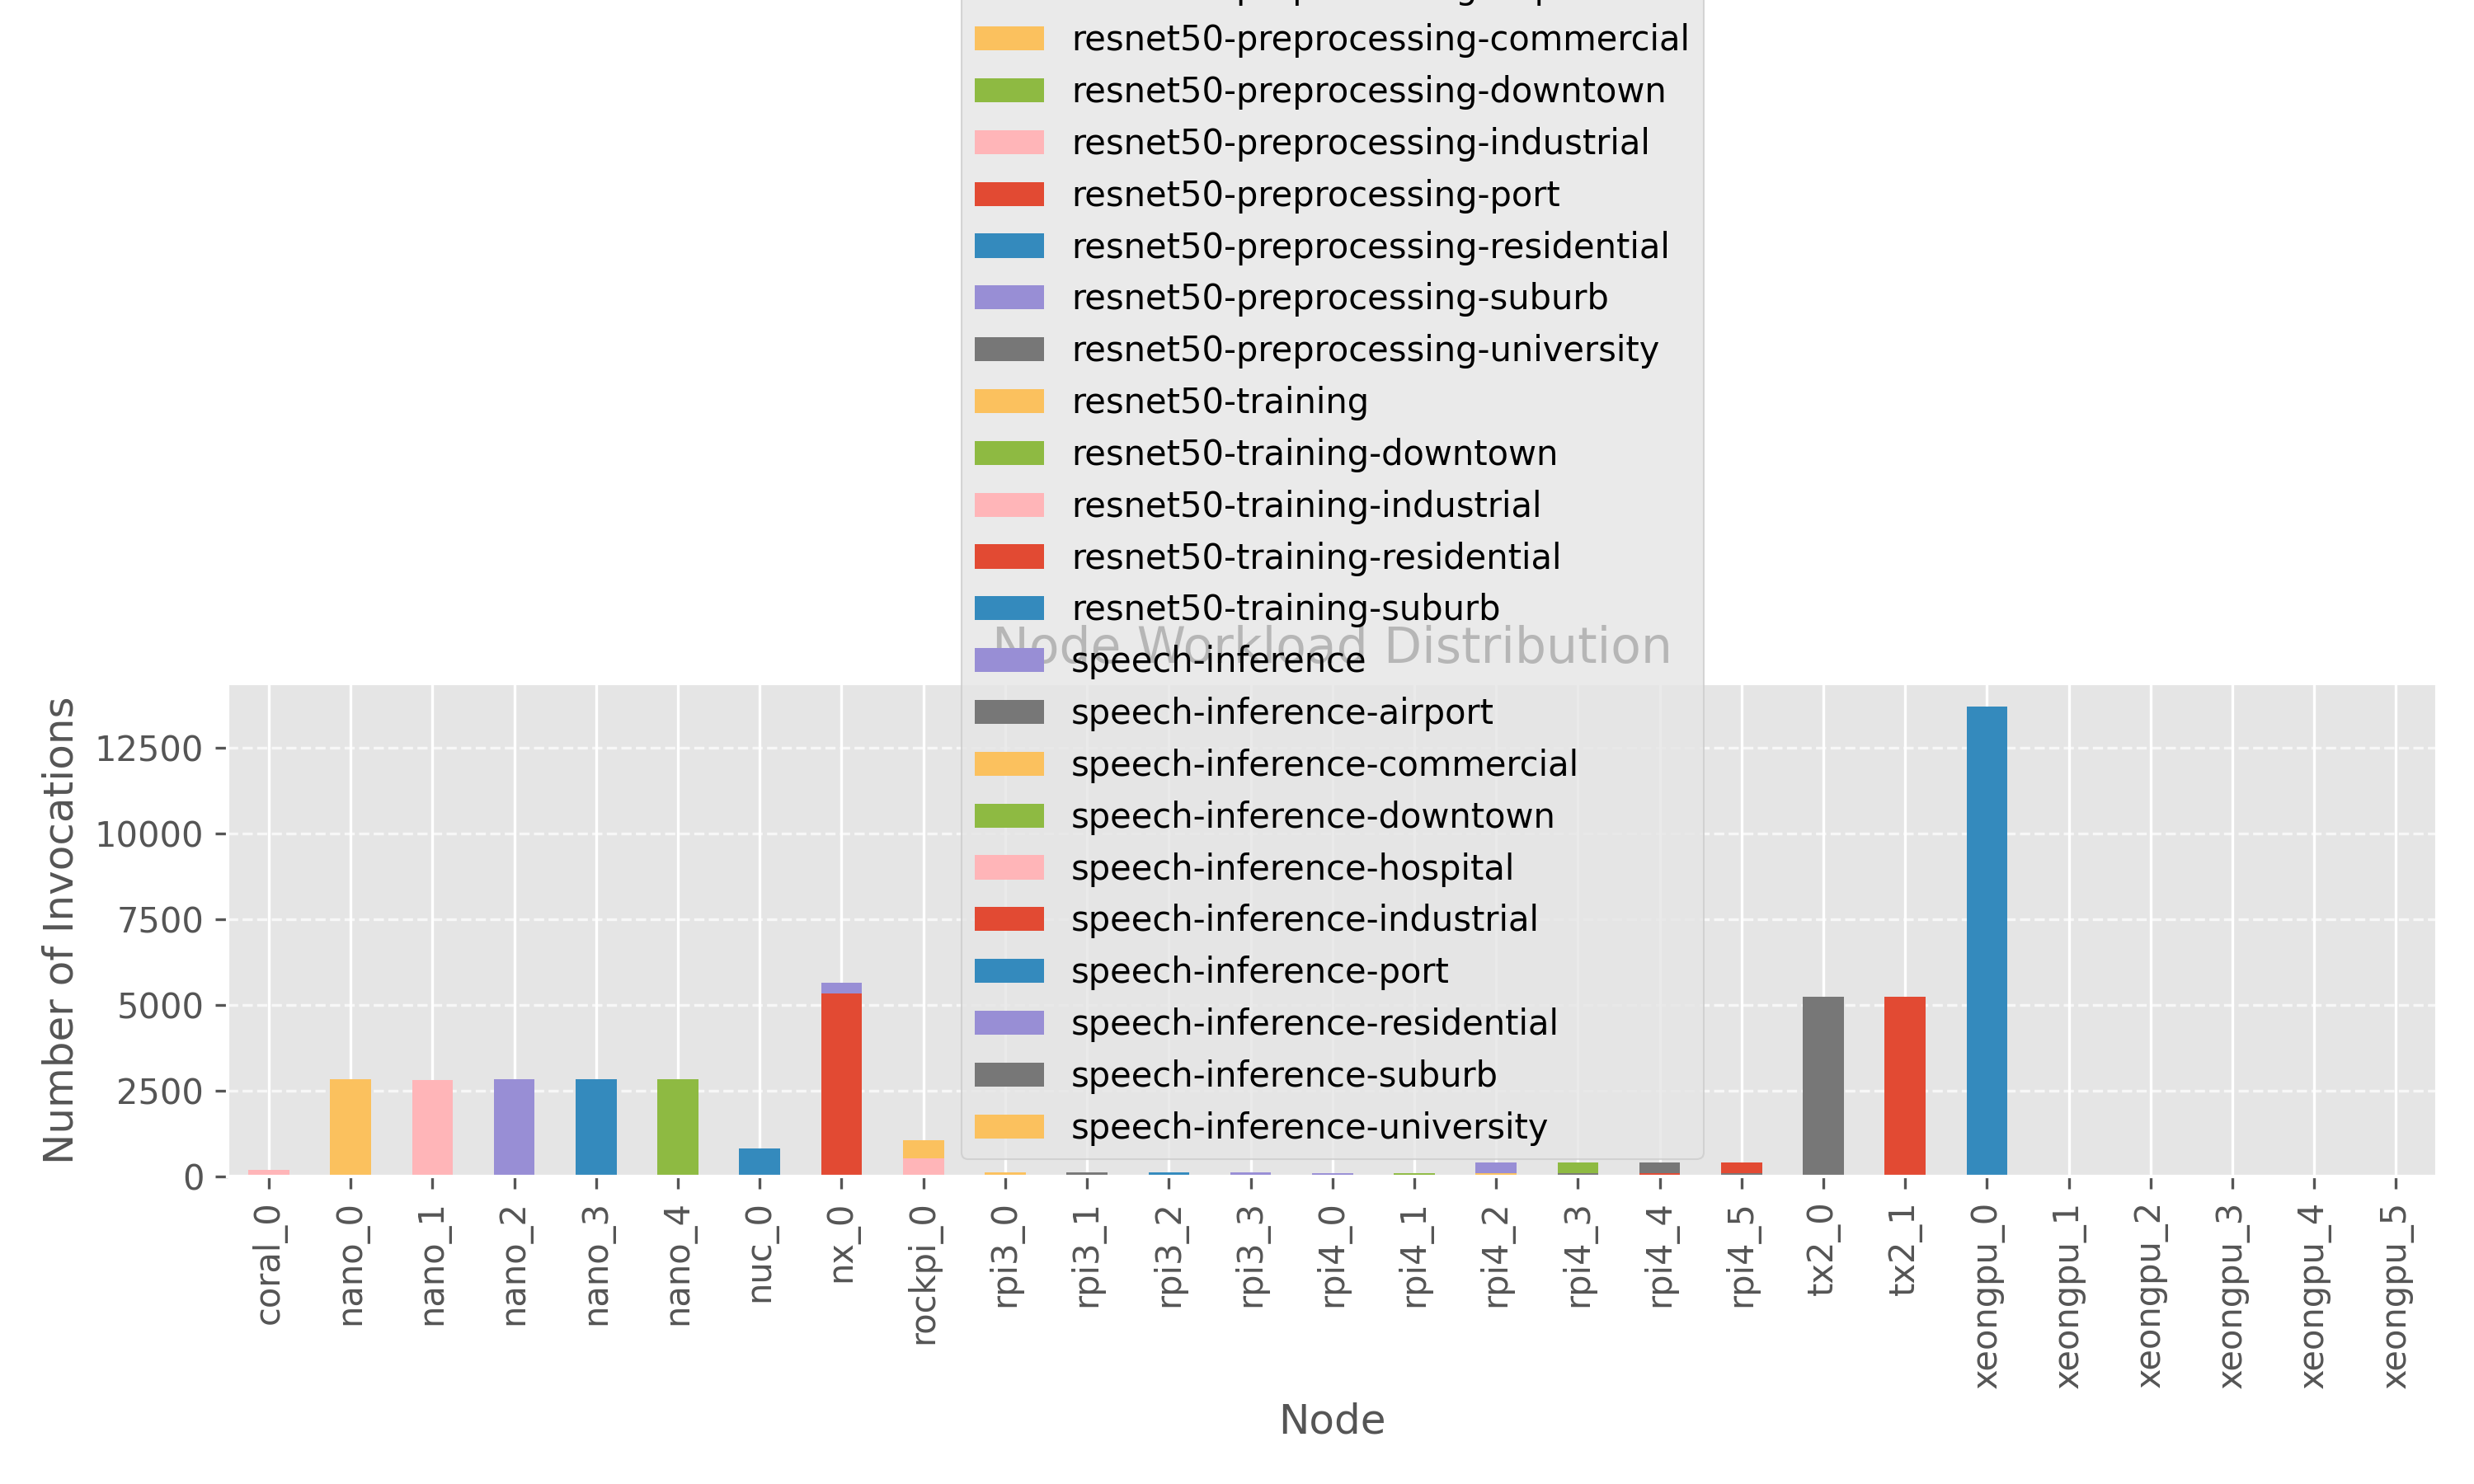 resnet50-preprocessing-commercial
resnet50-preprocessing-downtown
resnet50-preprocessing-industrial
resnet50-preprocessing-port
resnet50-preprocessing-residential
resnet50-preprocessing-suburb
resnet50-preprocessing-university
resnet50-training
resnet50-training-downtown
resnet50-training-industrial
resnet50-training-residential
resnet50-training-suburb
Node Workload Distribution
speech-inference
speech-inference-airport
speech-inference-commercial
speech-inference-downtown
speech-inference-hospital
speech-inference-industrial
speech-inference-port
speech-inference-residential
speech-inference-suburb
speech-inference-university
Number of Invocations
12500
10000
7500
5000
2500
0
coral_0
nano_0
nano_1
nano_2
nano_3
nano_4
nuc_0
nx_0
rockpi_0
rpi3_0
rpi3_1
rpi3_2
rpi3_3
rpi4_0
rpi4_1
rpi4_2
rpi4_3
rpi4_4
rpi4_5
tx2_0
tx2_1
xeongpu_0
xeongpu_1
xeongpu_2
xeongpu_3
xeongpu_4
xeongpu_5
Node